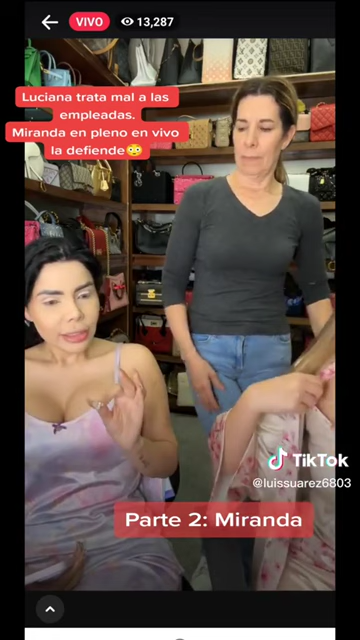 VIVO 13,287
Luciana trata mal a las
empleadas.
Miranda en pleno en vivo
la defiende😳
TikTok
@luissuarez6803
Parte 2: Miranda